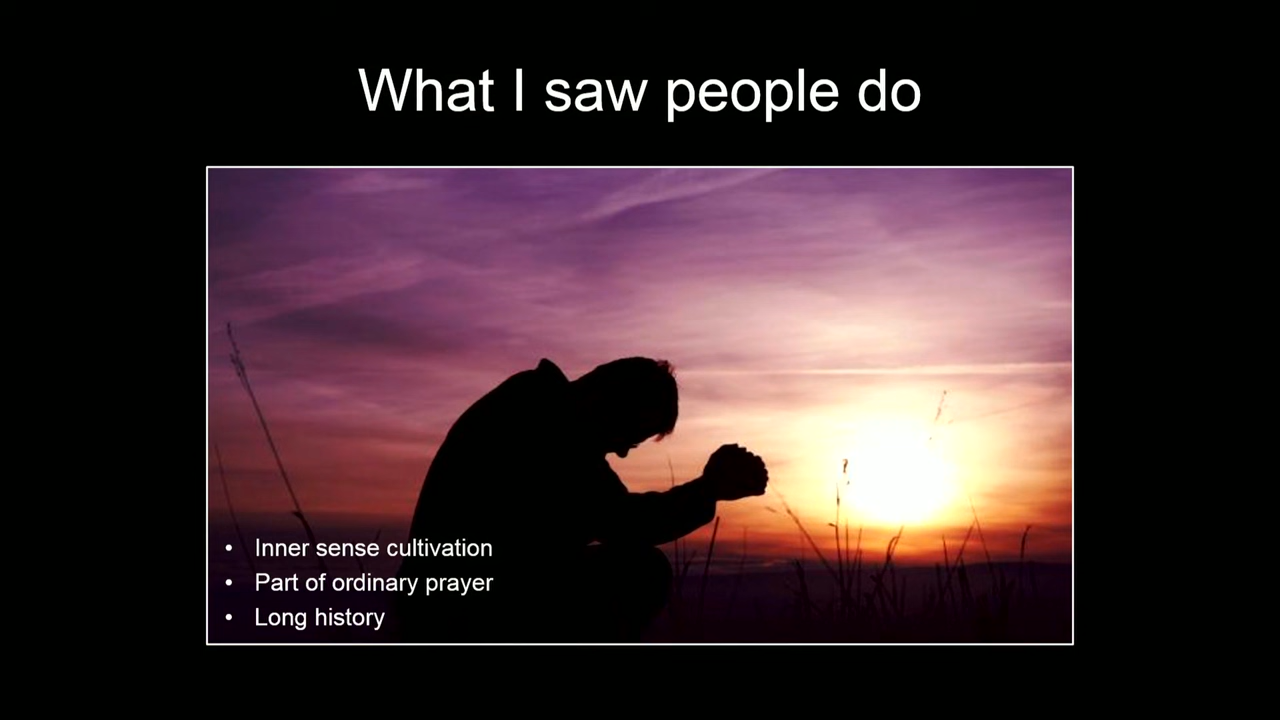 What I saw people do
• Inner sense cultivation
• Part of ordinary prayer
• Long history